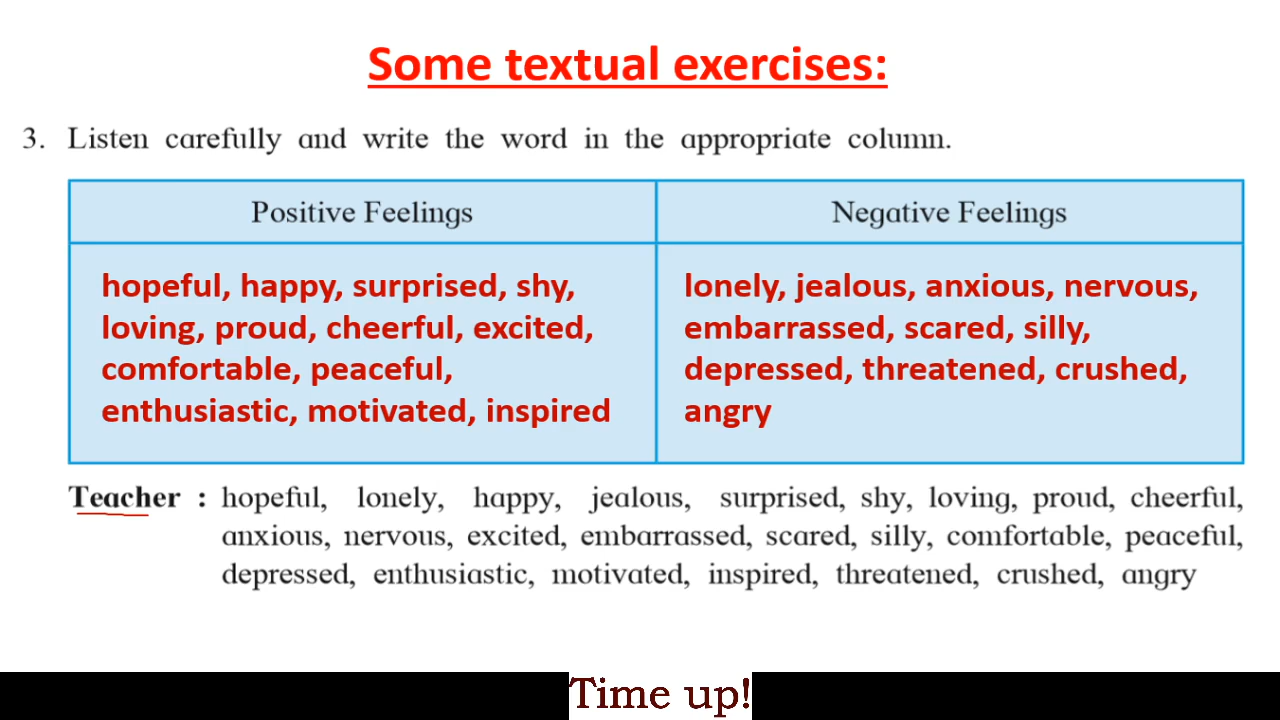 Some textual exercises:
3. Listen carefully and write the word in the appropriate column.
Positive Feelings
Negative Feelings
hopeful, happy, surprised, shy,
loving, proud, cheerful, excited,
comfortable, peaceful,
enthusiastic, motivated, inspired
lonely, jealous, anxious, nervous,
embarrassed, scared, silly,
depressed, threatened, crushed,
angry
Teacher : hopeful, lonely, happy, jealous, surprised, shy, loving, proud, cheerful,
anxious, nervous, excited, embarrassed, scared, silly, comfortable, peaceful,
depressed, enthusiastic, motivated, inspired, threatened, crushed, angry
Time up!